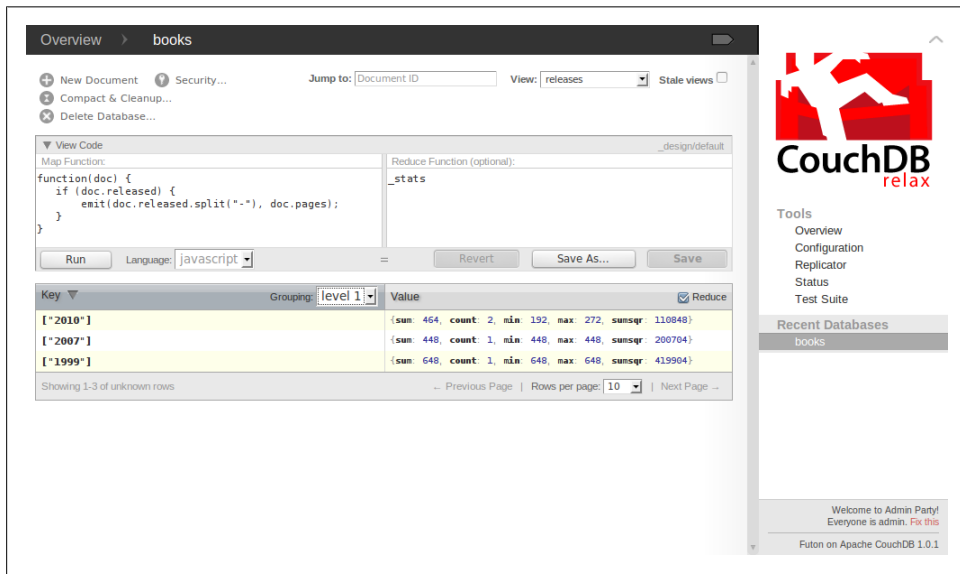 Overview books
New Document Security... Jump to: Document ID View: releases Stale views
Compact & Cleanup...
Delete Database...
View Code _design/default
Map Function: Reduce Function (optional):
function(doc) { _stats
if (doc.released) {
emit(doc.released.split("-"), doc.pages);
}
}
Run Language: javascript = Revert Save As... Save
Key Grouping: level 1 Value Reduce
["2010"] {sum: 464, count: 2, min: 192, max: 272, sumsqr: 110848}
["2007"] {sum: 448, count: 1, min: 448, max: 448, sumsqr: 200704}
["1999"] {sum: 648, count: 1, min: 648, max: 648, sumsqr: 419904}
Showing 1-3 of unknown rows ← Previous Page | Rows per page: 10 | Next Page →
CouchDB
relax
Tools
Overview
Configuration
Replicator
Status
Test Suite
Recent Databases
books
Welcome to Admin Party!
Everyone is admin. Fix this
Futon on Apache CouchDB 1.0.1